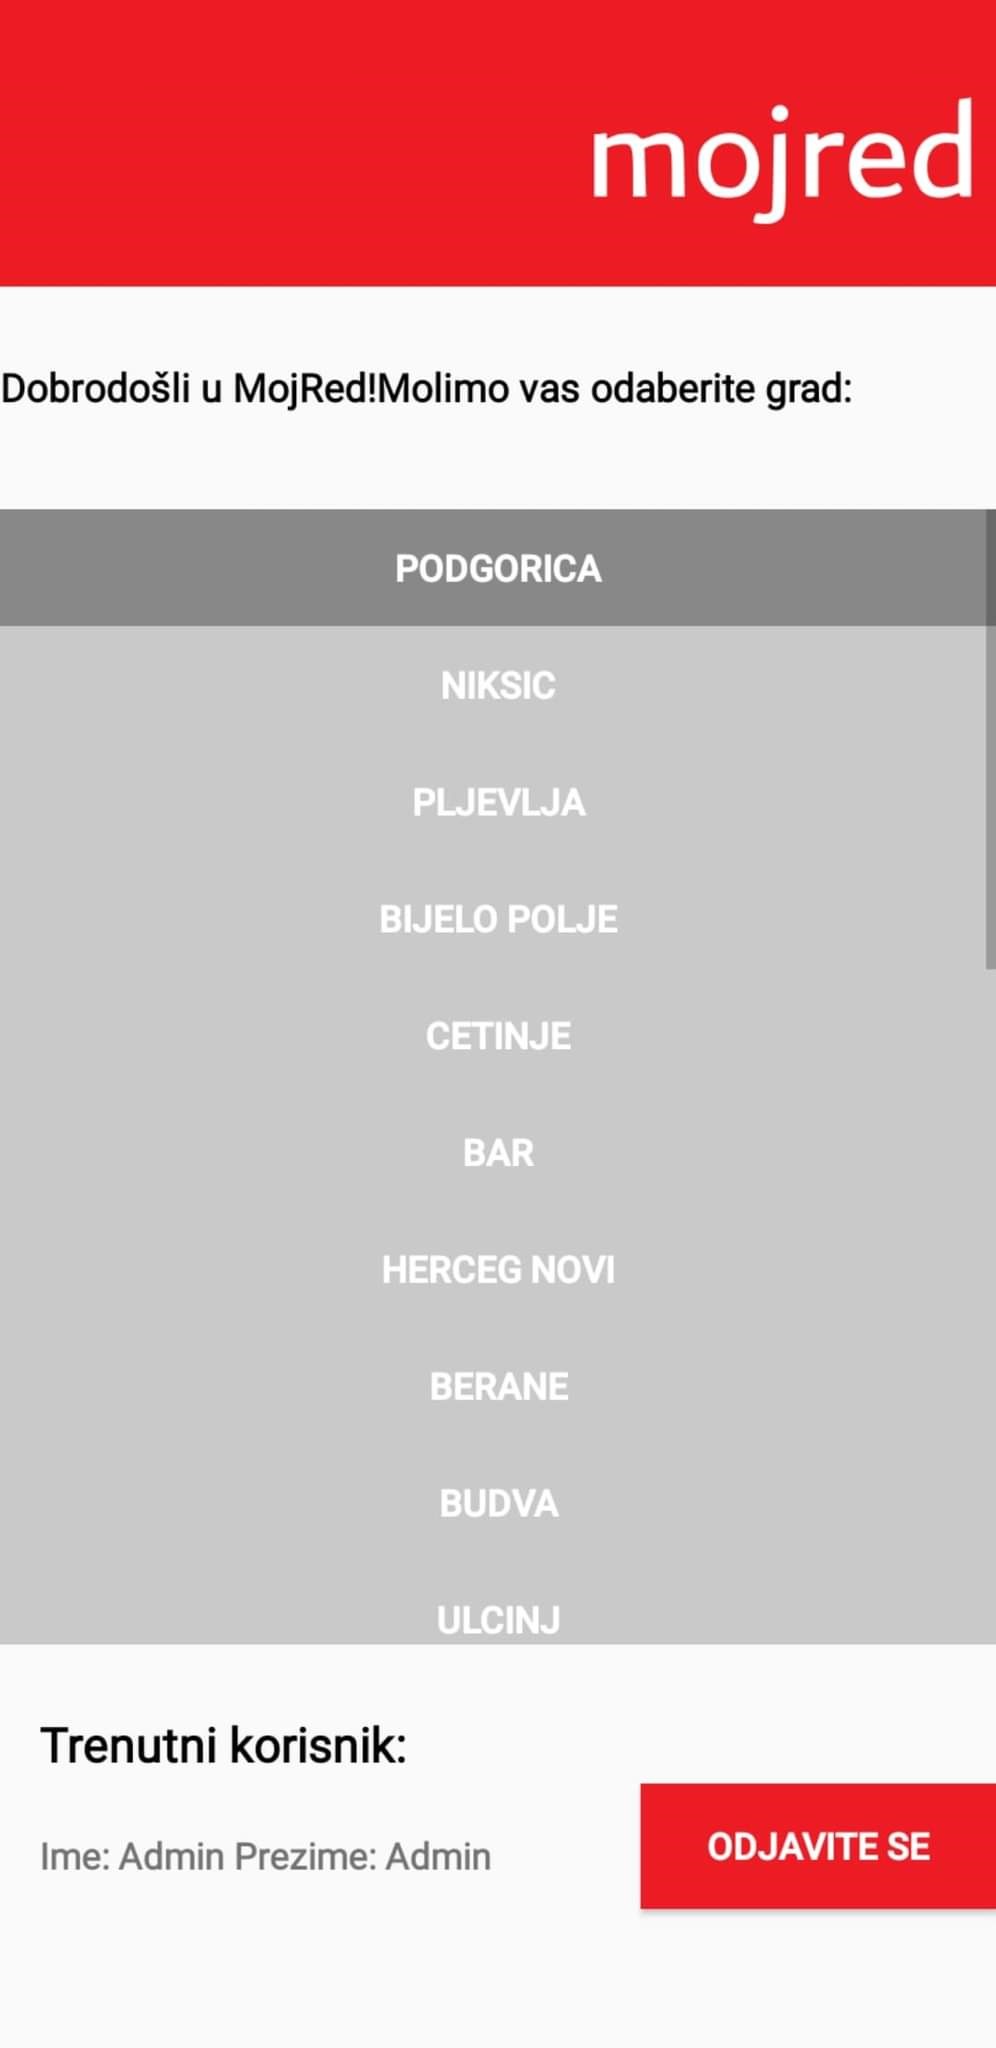 mojred
Dobrodošli u MojRed!Molimo vas odaberite grad:
PODGORICA
NIKSIC
PLJEVLJA
BIJELO POLJE
CETINJE
BAR
HERCEG NOVI
BERANE
BUDVA
ULCINJ
Trenutni korisnik:
Ime: Admin Prezime: Admin
ODJAVITE SE